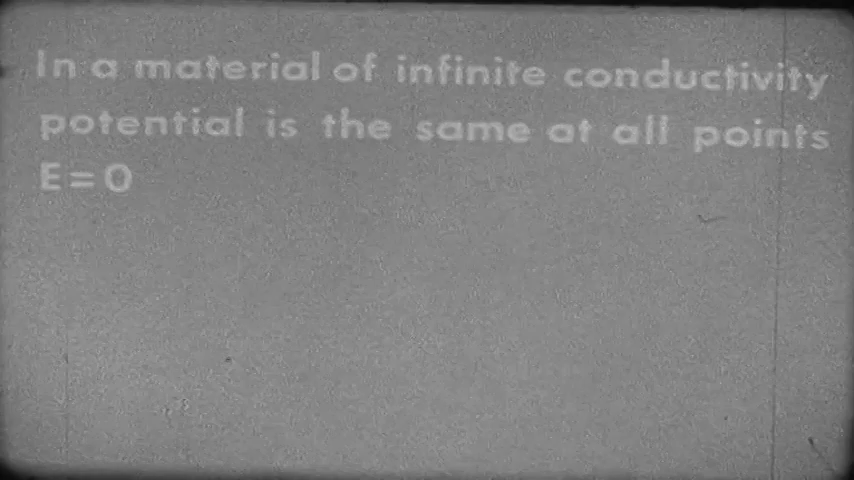 In a material of infinite conductivity
potential is the same at all points
E=0